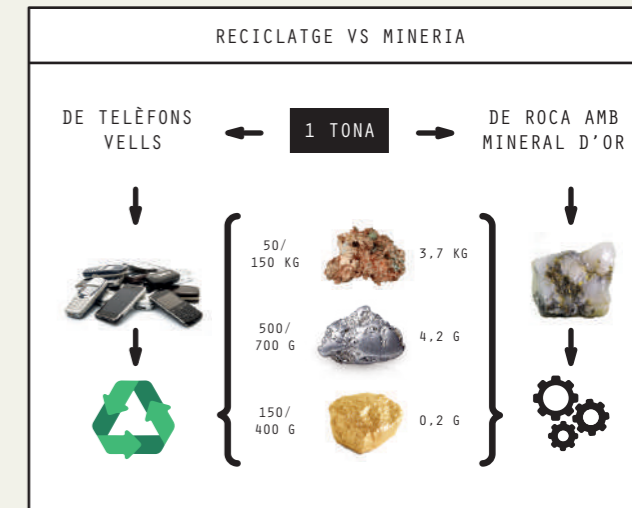 RECICLATGE VS MINERIA
DE TELÈFONS
VELLS
1 TONA
DE ROCA AMB
MINERAL D'OR
50/
150 KG
3,7 KG
500/
700 G
4,2 G
150/
400 G
0,2 G